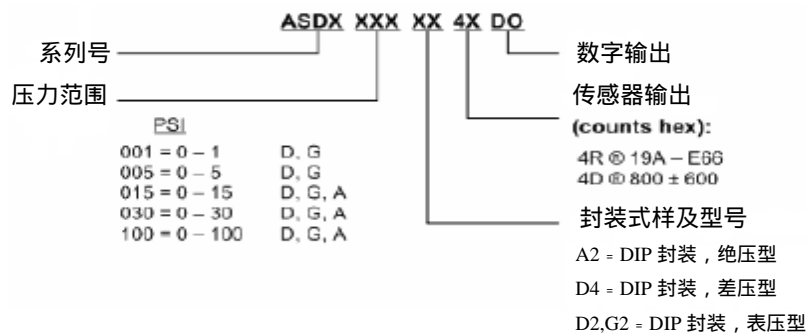 ASDX XXX XX 4X DO
系列号
压力范围
PSI
001 = 0 – 1 D, G
005 = 0 – 5 D, G
015 = 0 – 15 D, G, A
030 = 0 – 30 D, G, A
100 = 0 – 100 D, G, A
数字输出
传感器输出
(counts hex):
4R ® 19A – E66
4D ® 800 ± 600
封装式样及型号
A2 = DIP 封装，绝压型
D4 = DIP 封装，差压型
D2,G2 = DIP 封装，表压型